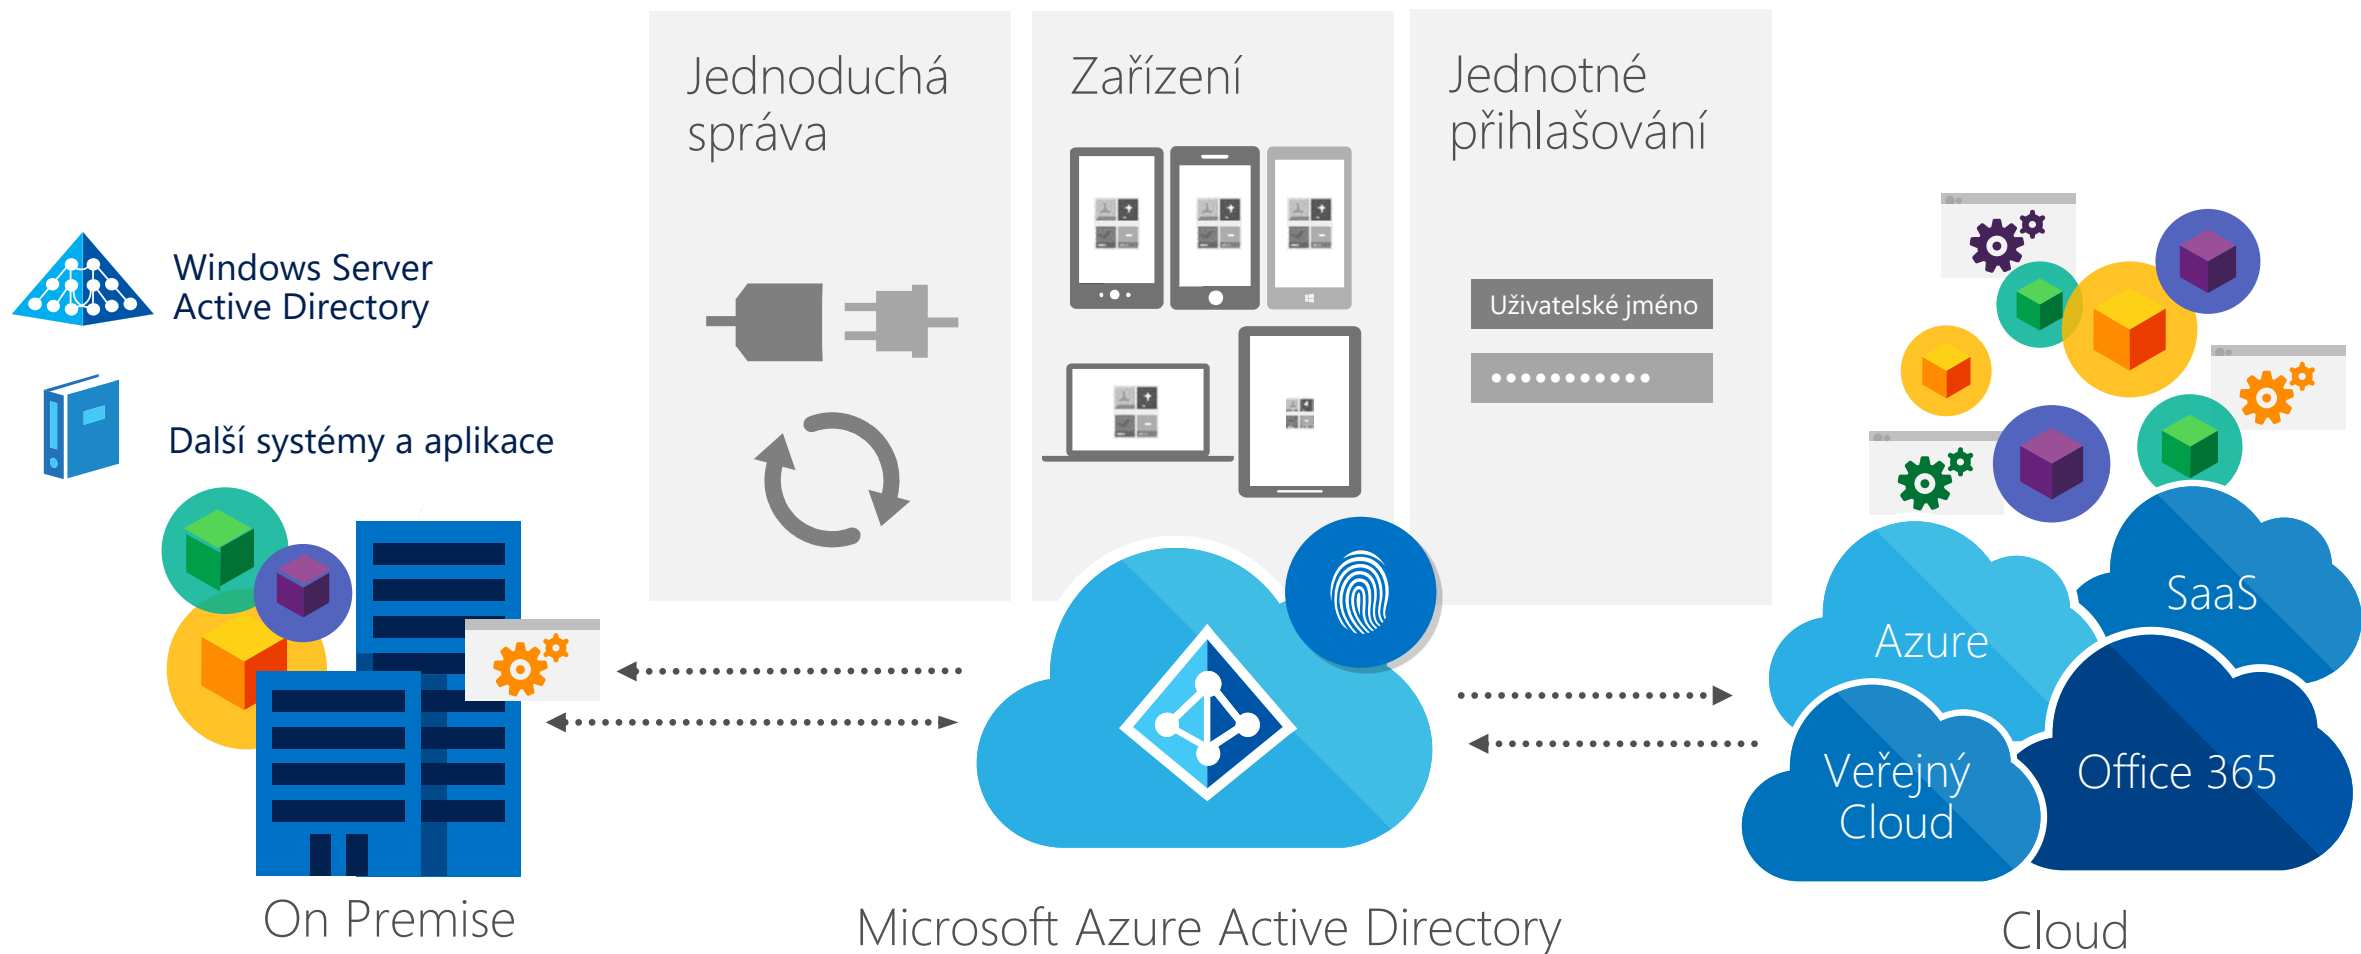 Jednoduchá
správa
Zařízení
Jednotné
přihlašování
Windows Server
Active Directory
Další systémy a aplikace
Uživatelské jméno
SaaS
Azure
Veřejný
Cloud
Office 365
On Premise
Microsoft Azure Active Directory
Cloud